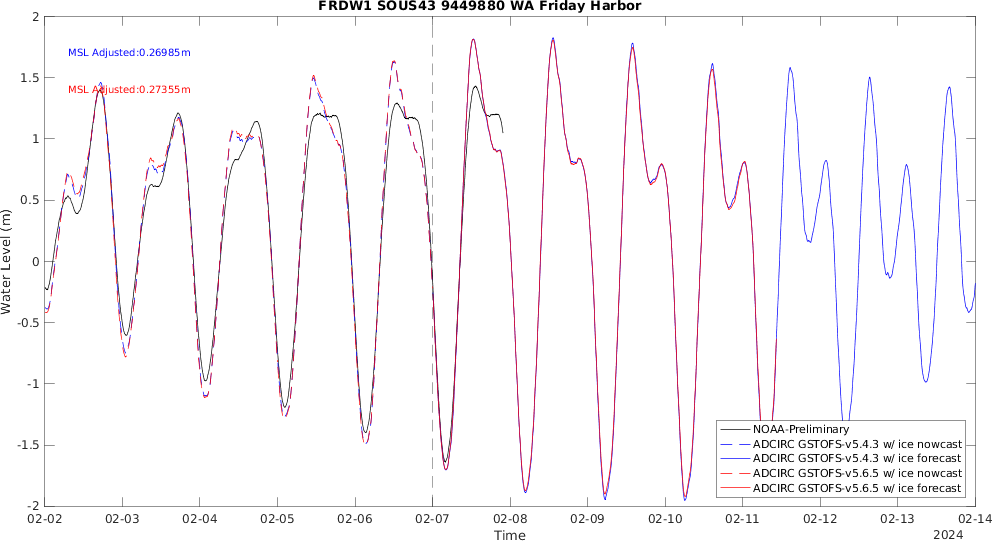 FRDW1 SOUS43 9449880 WA Friday Harbor
MSL Adjusted:0.26985m
MSL Adjusted:0.27355m
Water Level (m)
2
1.5
1
0.5
0
-0.5
-1
-1.5
-2
NOAA-Preliminary
ADCIRC GSTOFS-v5.4.3 w/ ice nowcast
ADCIRC GSTOFS-v5.4.3 w/ ice forecast
ADCIRC GSTOFS-v5.6.5 w/ ice nowcast
ADCIRC GSTOFS-v5.6.5 w/ ice forecast
02-02 02-03 02-04 02-05 02-06 02-07 02-08 02-09 02-10 02-11 02-12 02-13 02-14
Time
2024